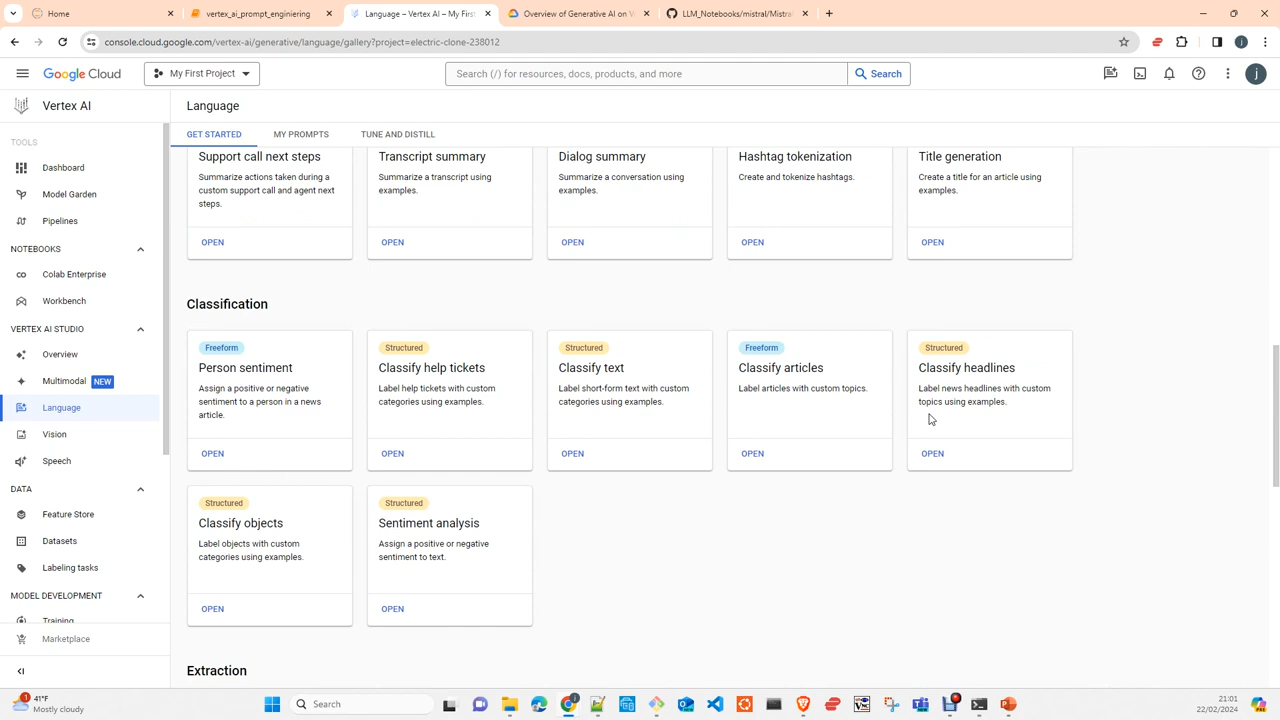 Home
vertex_ai_prompt_enginiering
Language – Vertex AI – My First
Overview of Generative AI on V
LLM_Notebooks/mistral/Mistral
console.cloud.google.com/vertex-ai/generative/language/gallery?project=electric-clone-238012
Google Cloud
My First Project
Search (/) for resources, docs, products, and more
Search
j
j
Vertex AI
Language
GET STARTED
MY PROMPTS
TUNE AND DISTILL
TOOLS
Dashboard
Model Garden
Pipelines
NOTEBOOKS
Colab Enterprise
Workbench
VERTEX AI STUDIO
Overview
Multimodal NEW
Language
Vision
Speech
DATA
Feature Store
Datasets
Labeling tasks
MODEL DEVELOPMENT
Training
Marketplace
Support call next steps
Summarize actions taken during a
custom support call and agent next
steps.
OPEN
Transcript summary
Summarize a transcript using
examples.
OPEN
Dialog summary
Summarize a conversation using
examples.
OPEN
Hashtag tokenization
Create and tokenize hashtags.
OPEN
Title generation
Create a title for an article using
examples.
OPEN
Classification
Freeform
Person sentiment
Assign a positive or negative
sentiment to a person in a news
article.
OPEN
Structured
Classify help tickets
Label help tickets with custom
categories using examples.
OPEN
Structured
Classify text
Label short-form text with custom
categories using examples.
OPEN
Freeform
Classify articles
Label articles with custom topics.
OPEN
Structured
Classify headlines
Label news headlines with custom
topics using examples.
OPEN
Structured
Classify objects
Label objects with custom
categories using examples.
OPEN
Structured
Sentiment analysis
Assign a positive or negative
sentiment to text.
OPEN
Extraction
1
41°F
Mostly cloudy
Search
21:01
22/02/2024